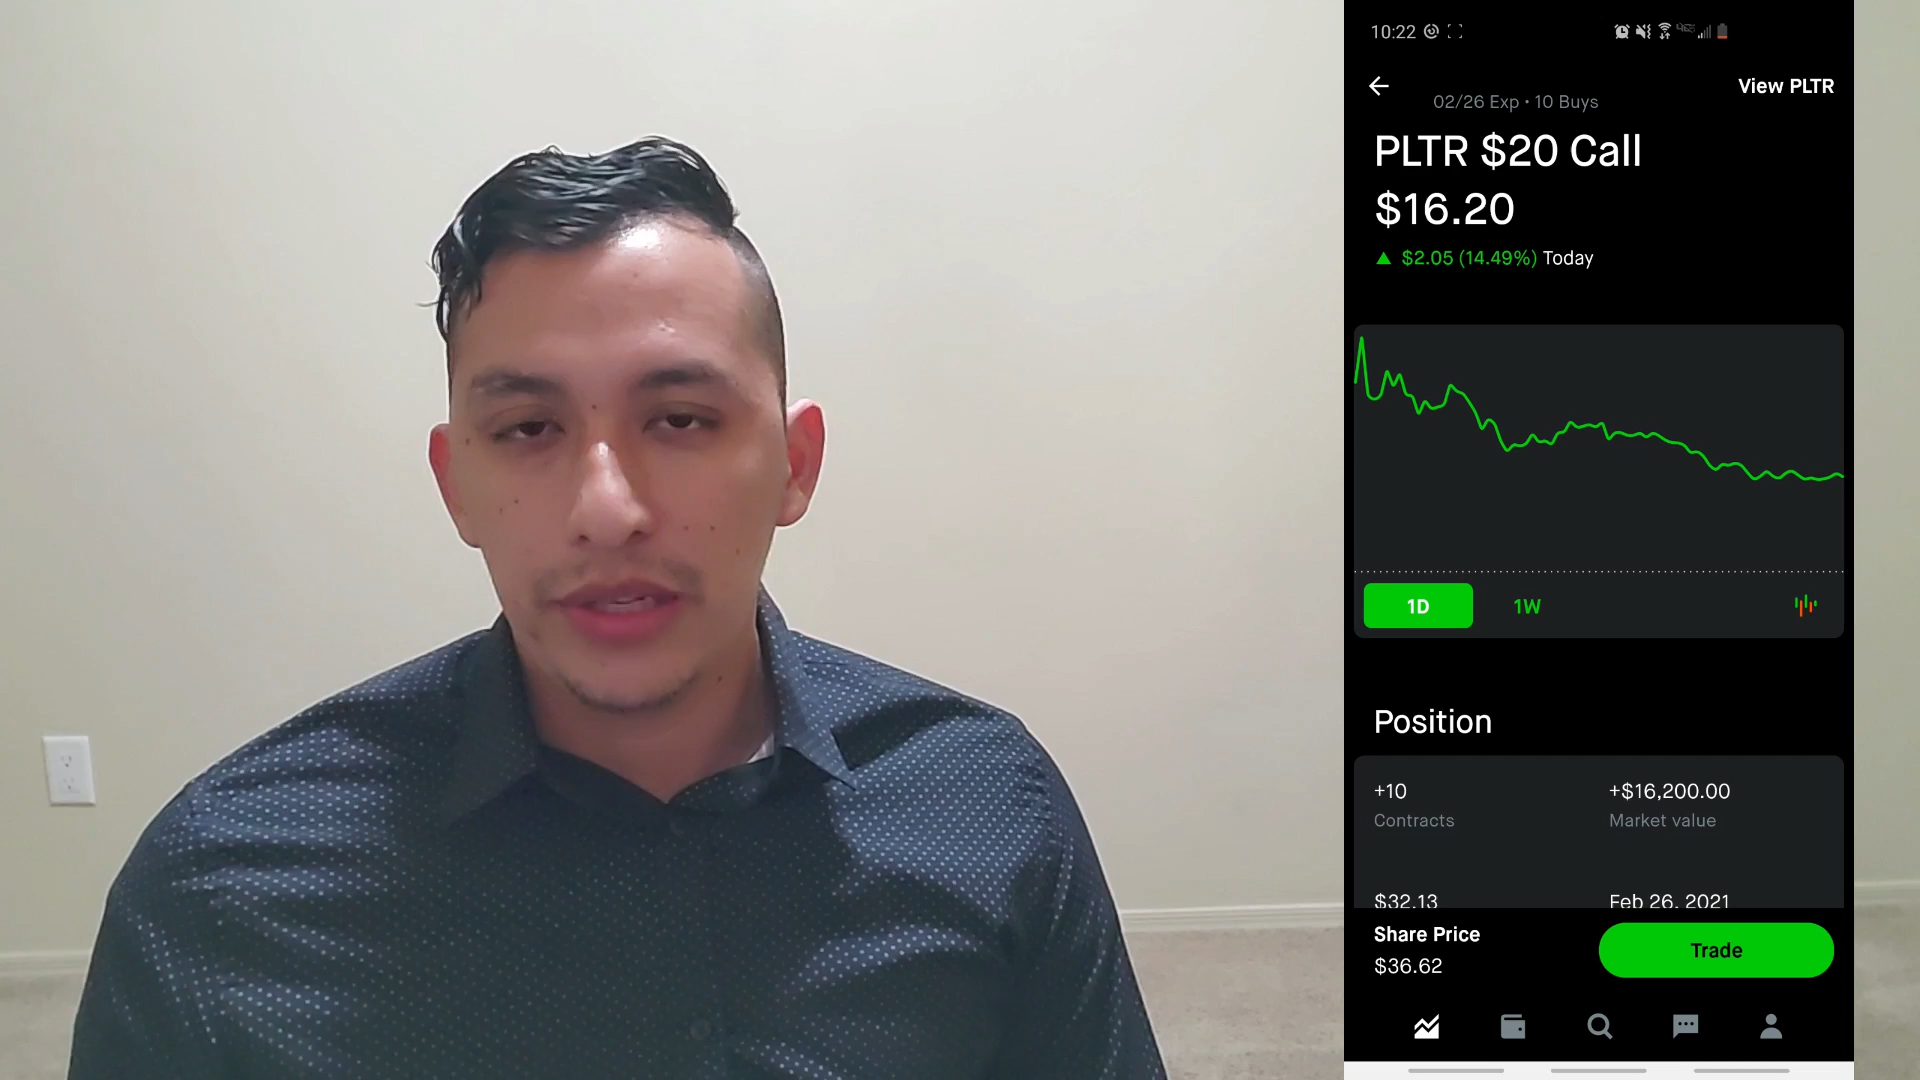 10:22
View PLTR
02/26 Exp • 10 Buys
PLTR $20 Call
$16.20
▲ $2.05 (14.49%) Today
1D 1W
Position
+10 +$16,200.00
Contracts Market value
$32.13 Feb 26, 2021
Share Price
$36.62
Trade